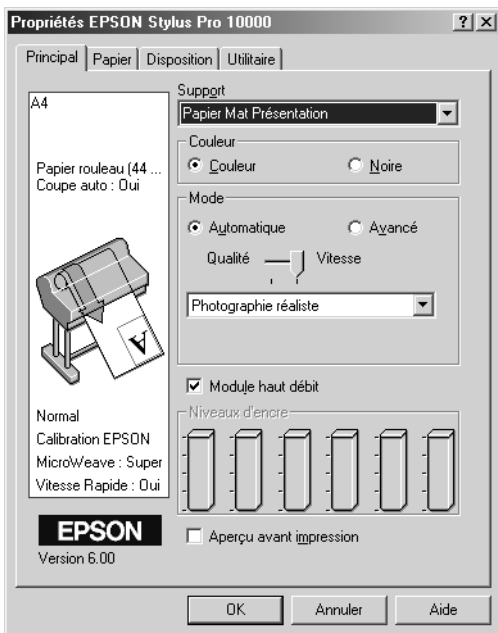 Propriétés EPSON Stylus Pro 10000
Principal Papier Disposition Utilitaire
A4
Papier rouleau (44 ...
Coupe auto : Oui
A
Normal
Calibration EPSON
MicroWeave : Super
Vitesse Rapide : Oui
EPSON
Version 6.00
Support
Papier Mat Présentation
Couleur
Couleur Noire
Mode
Automatique Avancé
Qualité Vitesse
Photographie réaliste
Module haut débit
Niveaux d'encre
Aperçu avant impression
OK Annuler Aide